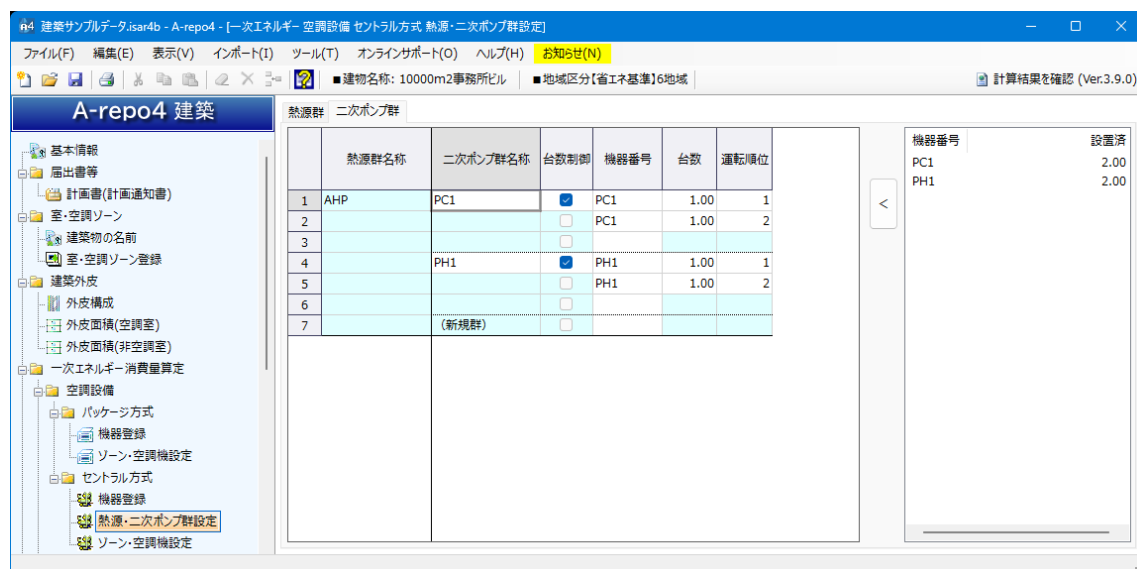 建築サンプルデータ.isar4b - A-repo4 - [一次エネルギー 空調設備 セントラル方式 熱源・二次ポンプ群設定]
ファイル(F) 編集(E) 表示(V) インポート(I) ツール(T) オンラインサポート(O) ヘルプ(H) お知らせ(N)
■建物名称: 10000m2事務所ビル ■地域区分【省エネ基準】6地域 計算結果を確認 (Ver.3.9.0)
A-repo4 建築
基本情報
届出書等
計画書(計画通知書)
室・空調ゾーン
建築物の名前
室・空調ゾーン登録
建築外皮
外皮構成
外皮面積(空調室)
外皮面積(非空調室)
一次エネルギー消費量算定
空調設備
パッケージ方式
機器登録
ゾーン・空調機設定
セントラル方式
機器登録
熱源・二次ポンプ群設定
ゾーン・空調機設定
熱源群 二次ポンプ群
熱源群名称 二次ポンプ群名称 台数制御 機器番号 台数 運転順位
1 AHP PC1 PC1 1.00 1
2 PC1 1.00 2
3
4 PH1 PH1 1.00 1
5 PH1 1.00 2
6
7 (新規群)
<
機器番号 設置済
PC1 2.00
PH1 2.00